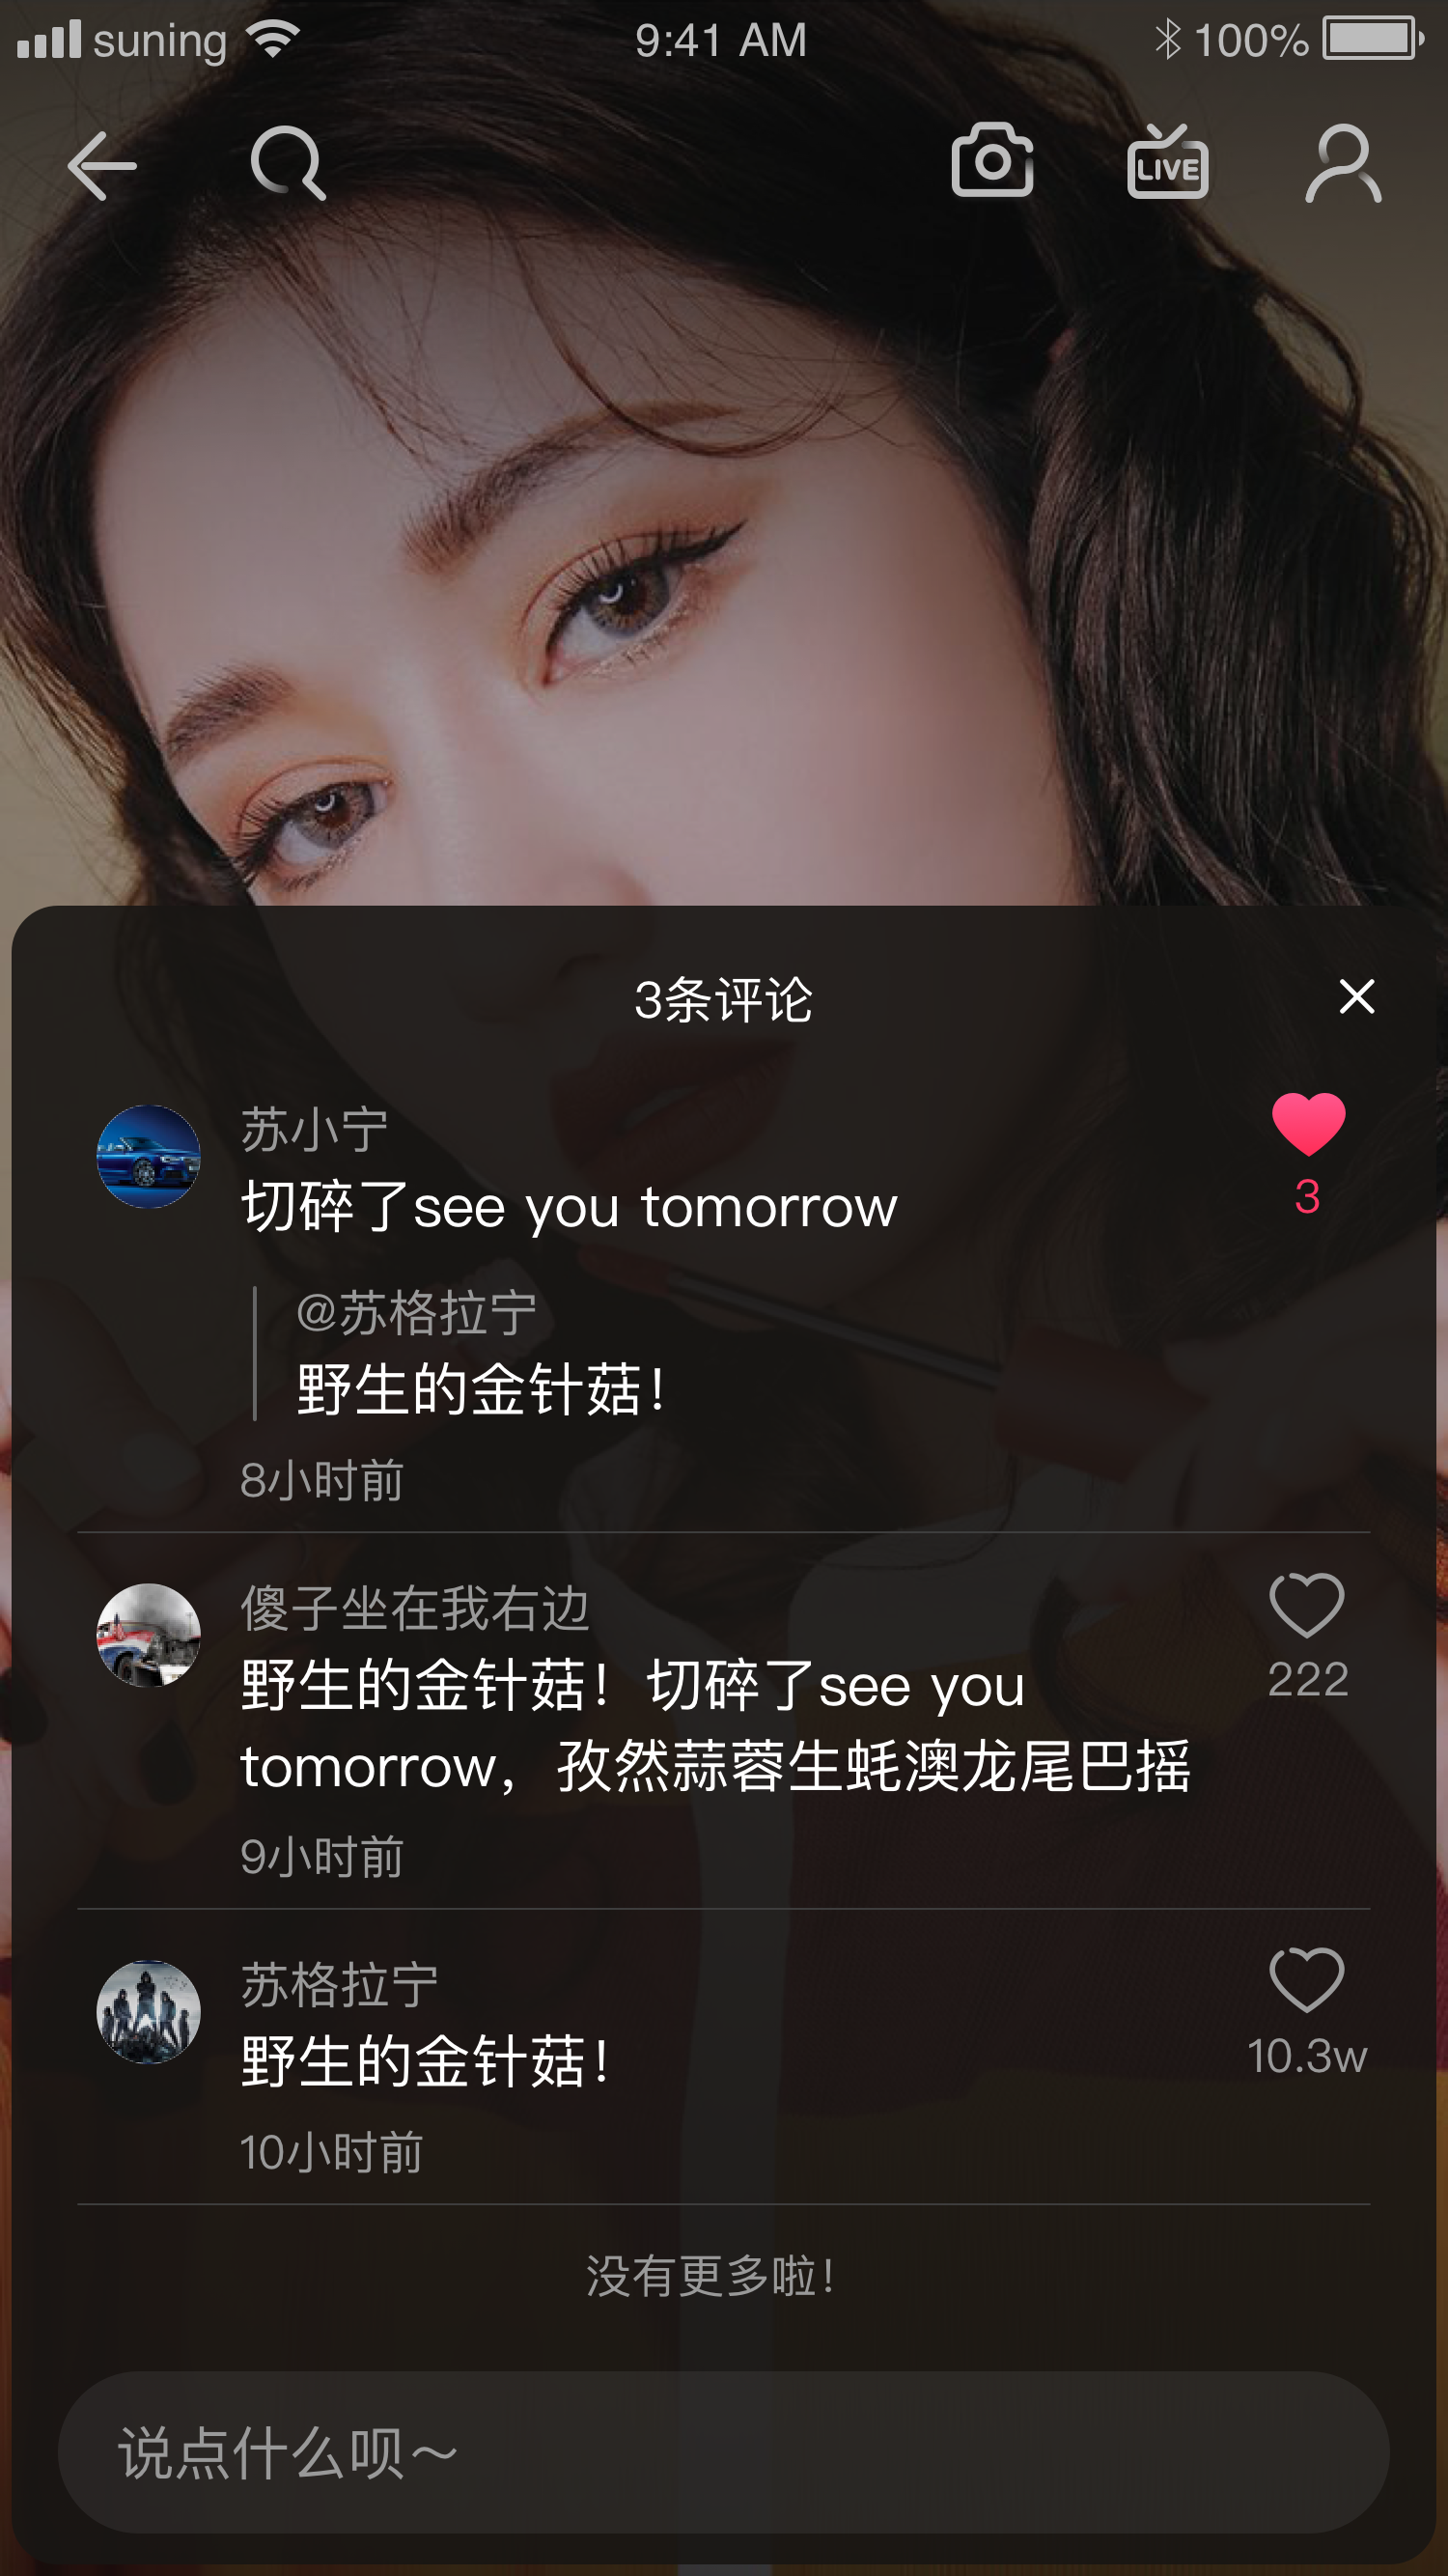 suning 9:41 AM 100%
LIVE
3条评论
苏小宁
切碎了see you tomorrow
3
@苏格拉宁
野生的金针菇！
8小时前
傻子坐在我右边
野生的金针菇！切碎了see you
tomorrow，孜然蒜蓉生蚝澳龙尾巴摇
222
9小时前
苏格拉宁
野生的金针菇！
10.3w
10小时前
没有更多啦！
说点什么呗～